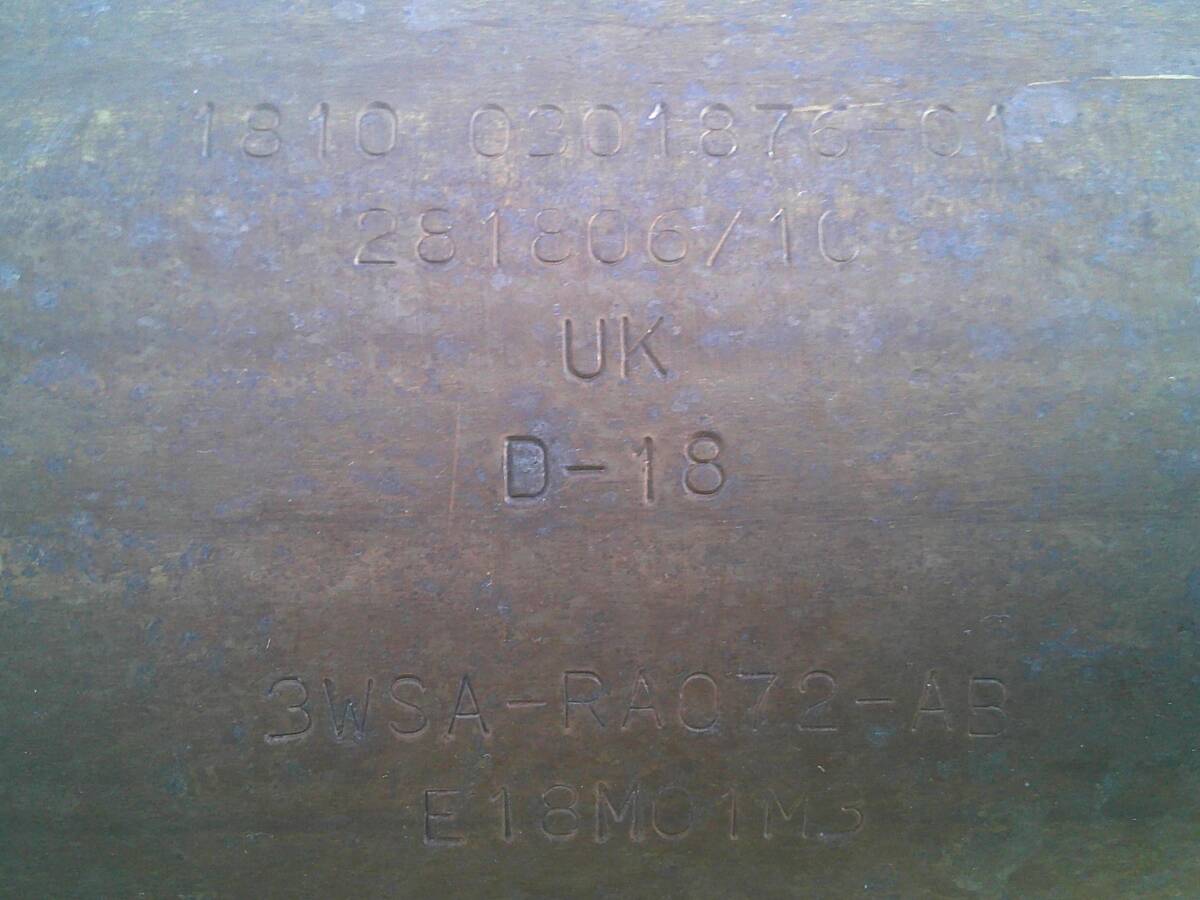 1810 0301876-01
281806/10
UK
D-18
3WSA-RA072-AB
E18M01M3